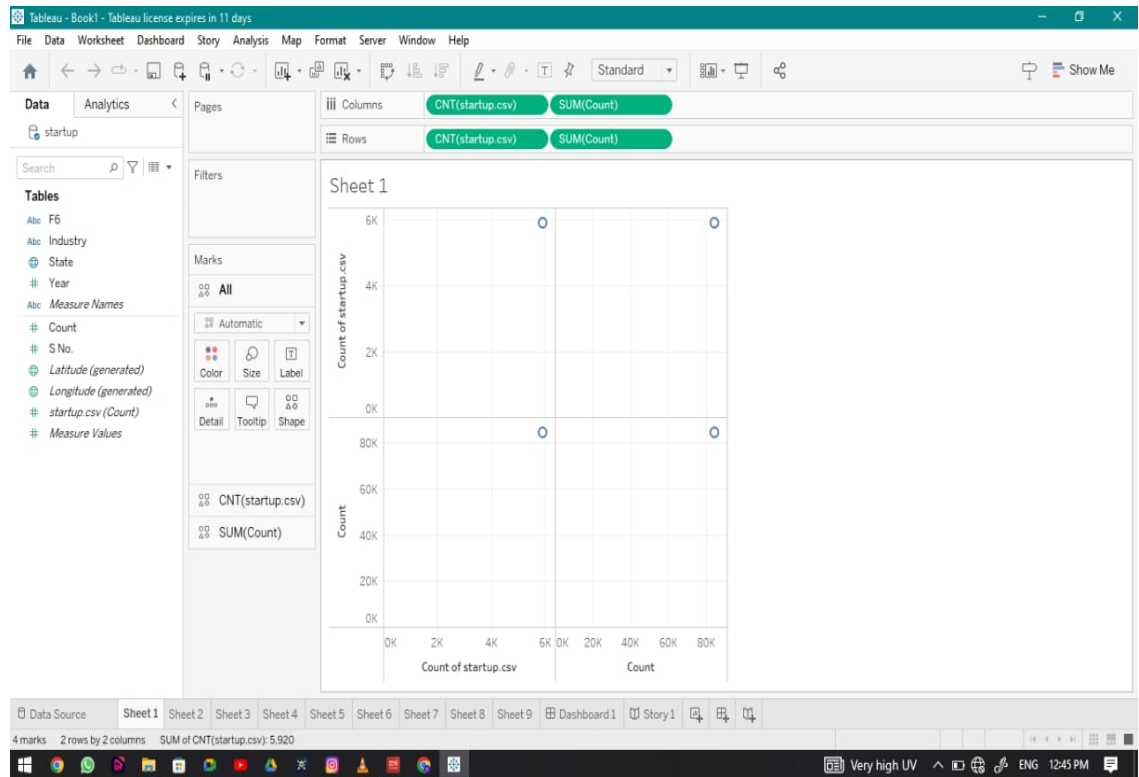 Tableau - Book1 - Tableau license expires in 11 days
File Data Worksheet Dashboard Story Analysis Map Format Server Window Help
Standard
Show Me
Data Analytics
Pages
Columns CNT(startup.csv) SUM(Count)
startup
Rows CNT(startup.csv) SUM(Count)
Search
Filters
Tables
Abc F6
Abc Industry
State
# Year
Abc Measure Names
# Count
# S No.
Latitude (generated)
Longitude (generated)
# startup.csv (Count)
# Measure Values
Marks
All
Automatic
Color Size Label
Detail Tooltip Shape
CNT(startup.csv)
SUM(Count)
Sheet 1
Count of startup.csv
6K
4K
2K
0K
Count
80K
60K
40K
20K
0K
0K 2K 4K 6K 0K 20K 40K 60K 80K
Count of startup.csv Count
Data Source Sheet 1 Sheet 2 Sheet 3 Sheet 4 Sheet 5 Sheet 6 Sheet 7 Sheet 8 Sheet 9 Dashboard 1 Story 1
4 marks 2 rows by 2 columns SUM of CNT(startup.csv): 5,920
Very high UV ENG 12:45 PM